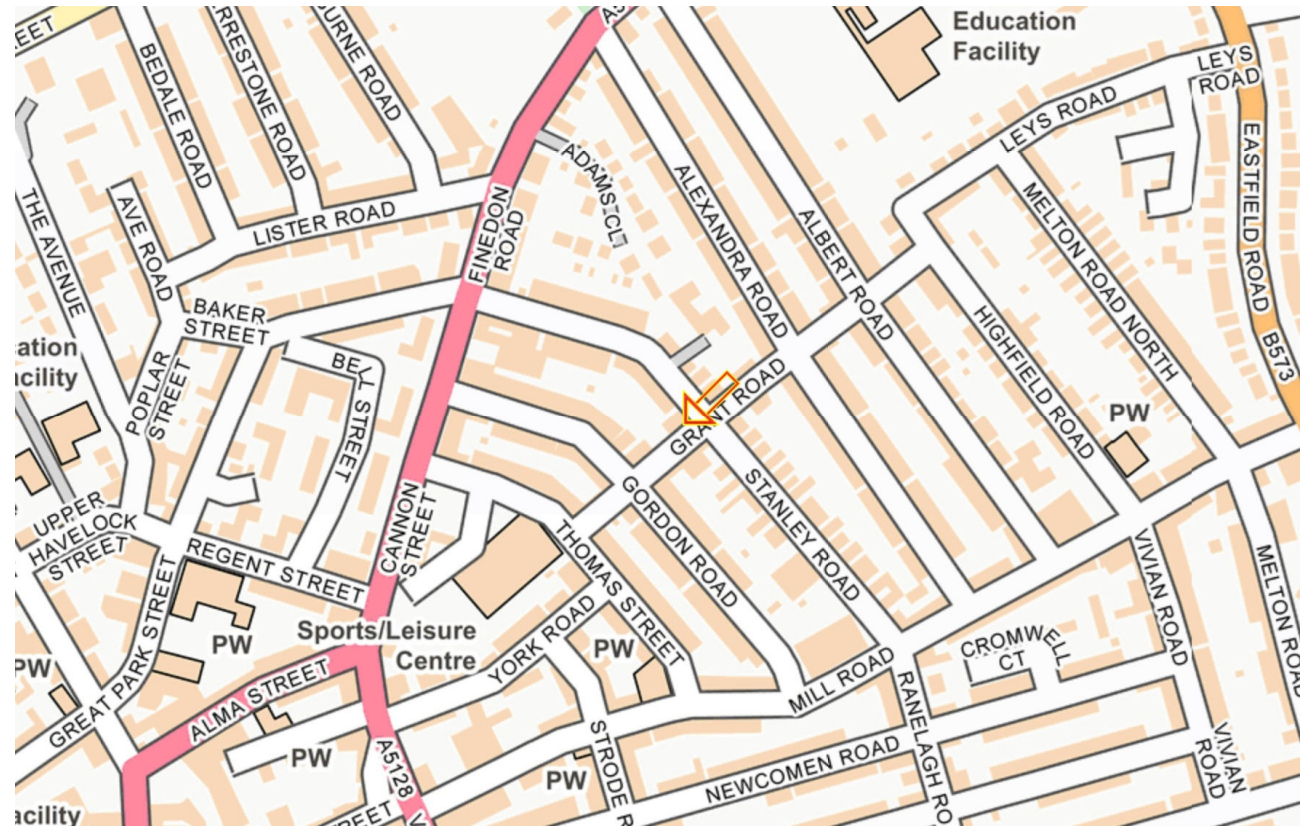 EET
BEDALE ROAD
RRESTONE ROAD
URNE ROAD
A5
Education
Facility
LEYS
ROAD
LEYS ROAD
EASTFIELD ROAD
B573
THE AVENUE
AVE ROAD
LISTER ROAD
FINEDON
ROAD
ADAMS CL
ALEXANDRA ROAD
ALBERT ROAD
MELTON ROAD NORTH
HIGHFIELD ROAD
BAKER
STREET
BELL STREET
POPLAR
STREET
ation
acility
GRANT ROAD
PW
GORDON ROAD
STANLEY ROAD
CANNON
STREET
THOMAS STREET
UPPER
HAVELOCK
STREET
REGENT STREET
GREAT PARK STREET
PW
PW
Sports/Leisure
Centre
YORK ROAD
PW
ALMA STREET
PW
A5128
STRODE R
PW
MILL ROAD
CROMWELL
CT
RANELAGH RO
NEWCOMEN ROAD
VIVIAN ROAD
VIVIAN
ROAD
MELTON ROAD
REET
acility